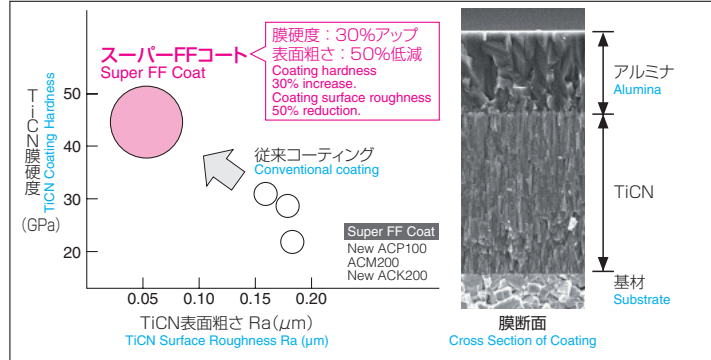 スーパーFFコート
Super FF Coat
膜硬度：30％アップ
表面粗さ：50％低減
Coating hardness
30% increase.
Coating surface roughness
50% reduction.
TiCN膜硬度
(GPa)
TiCN Coating Hardness
50
40
30
20
従来コーティング
Conventional coating
Super FF Coat
New ACP100
ACM200
New ACK200
0.05
0.10
0.15
0.20
TiCN表面粗さ Ra(μm)
TiCN Surface Roughness Ra (μm)
アルミナ
Alumina
TiCN
基材
Substrate
膜断面
Cross Section of Coating